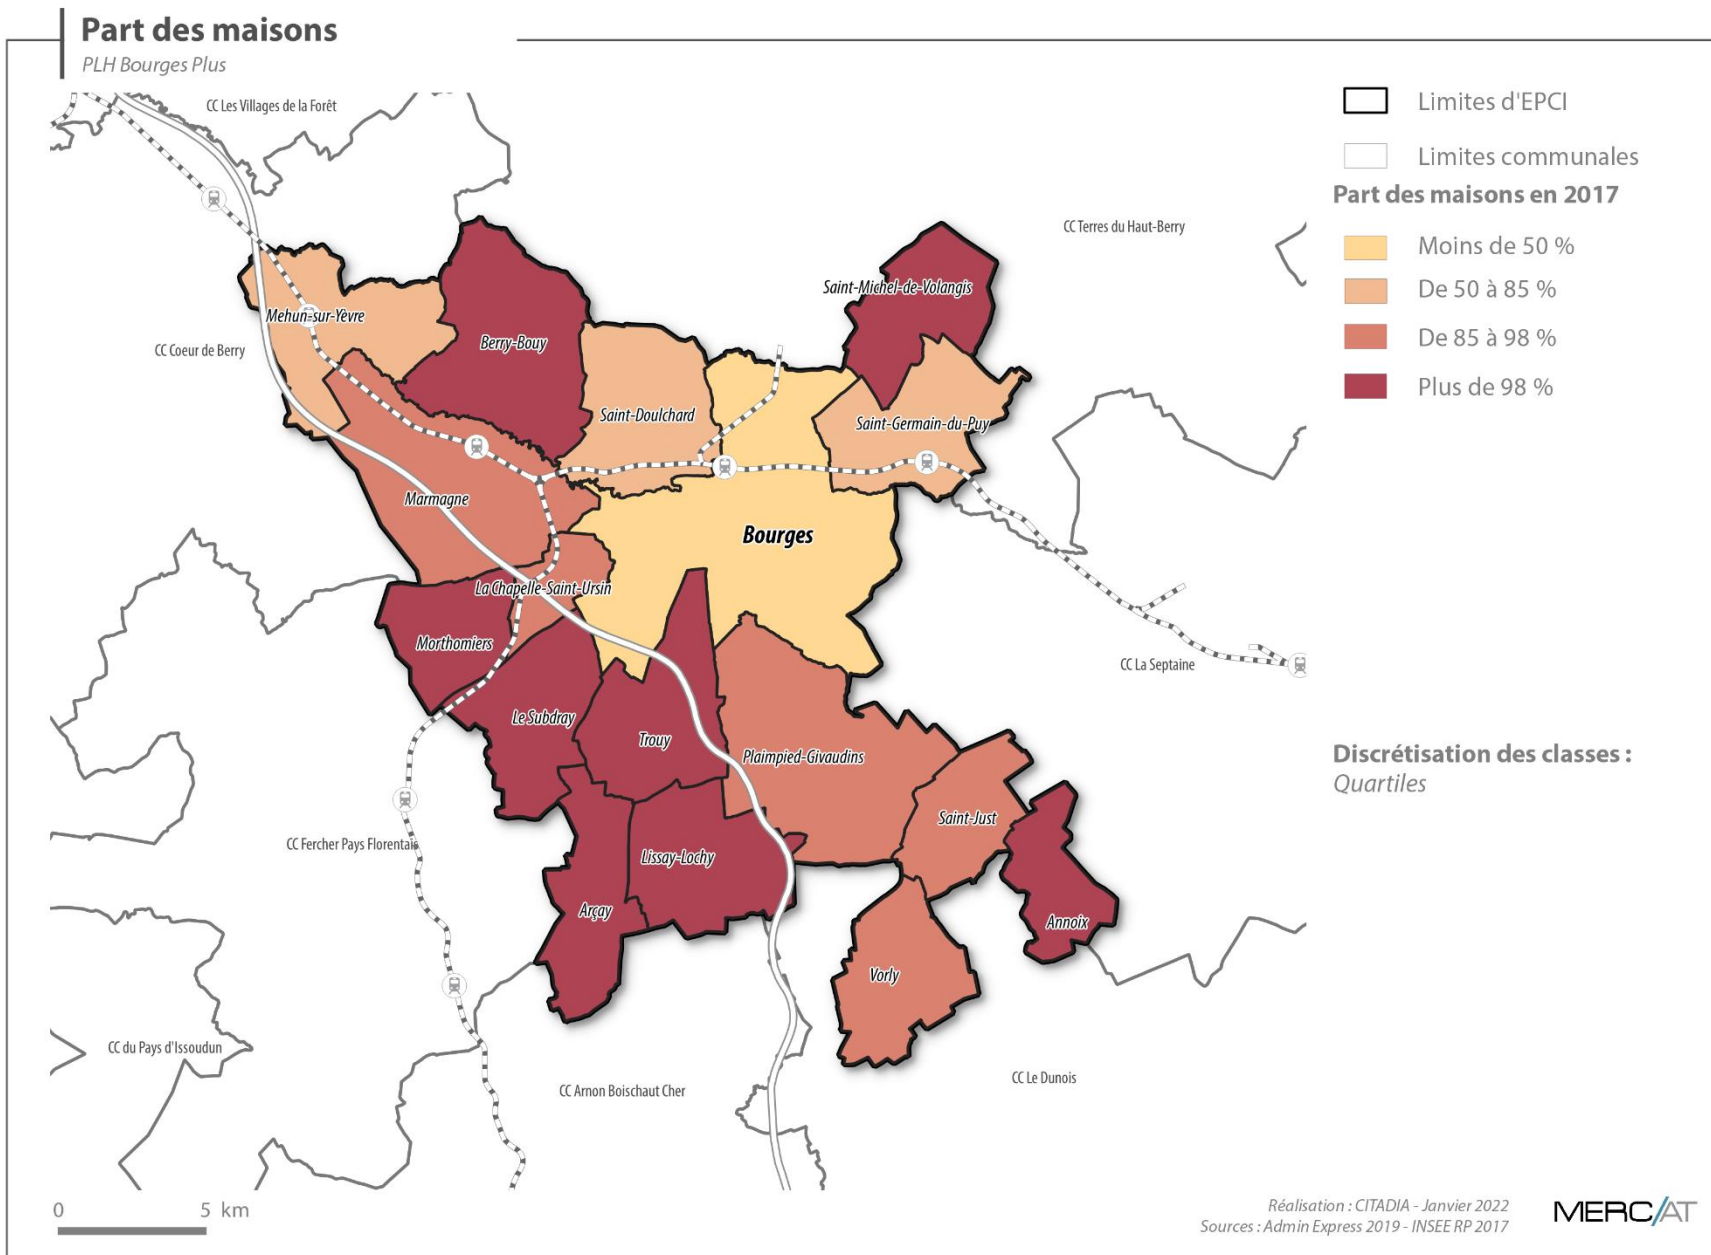 Part des maisons
PLH Bourges Plus
CC Les Villages de la Forêt
Limites d'EPCI
Limites communales
Part des maisons en 2017
Moins de 50 %
De 50 à 85 %
De 85 à 98 %
Plus de 98 %
CC Terres du Haut-Berry
Saint-Michel-de-Volangis
Mehun-sur-Yèvre
Berry-Bouy
CC Coeur de Berry
Saint-Doulchard
Saint-Germain-du-Puy
Marmagne
Bourges
La Chapelle-Saint-Ursin
Morthomiers
CC La Septaine
Le Subdray
Trouy
Plaimpied-Givaudins
Discrétisation des classes :
Quartiles
Saint-Just
CC Fercher Pays Florentais
Lissay-Lochy
Arçay
Annoix
Vorly
CC du Pays d'Issoudun
CC Le Dunois
CC Arnon Boischaut Cher
0 5 km
Réalisation : CITADIA - Janvier 2022
Sources : Admin Express 2019 - INSEE RP 2017
MERC/AT